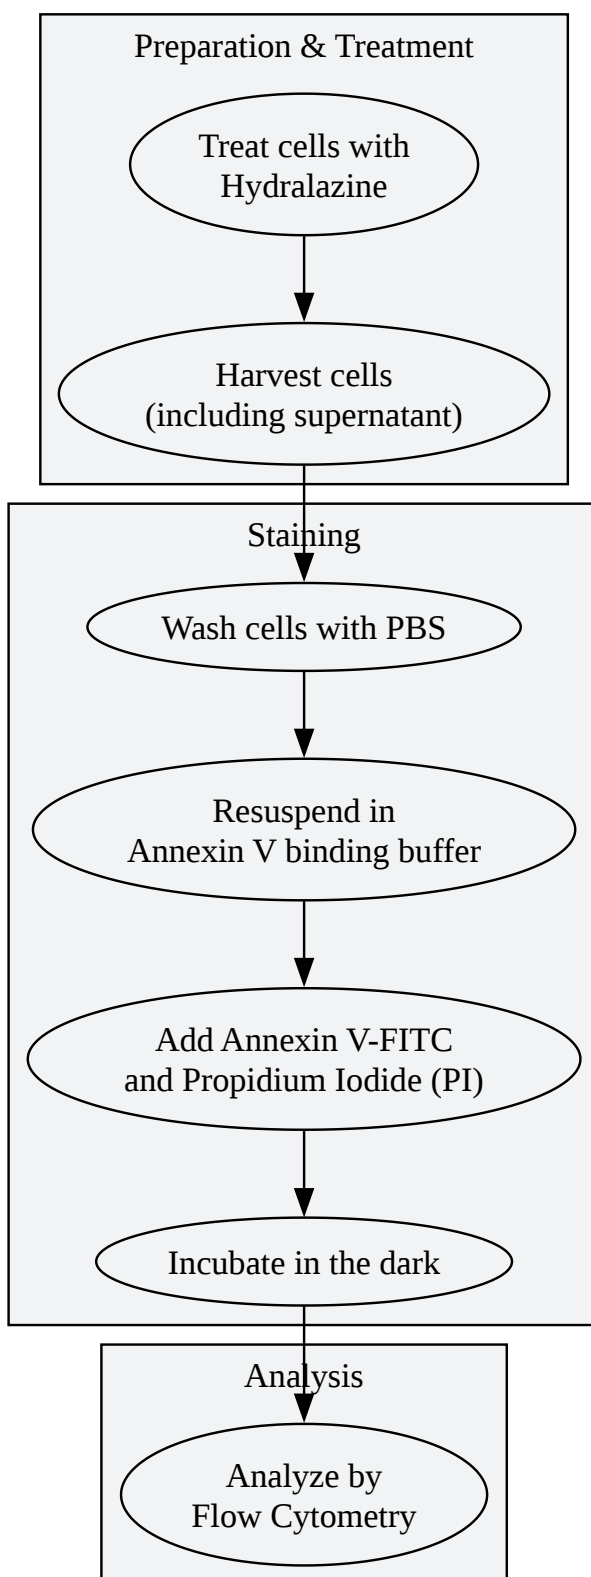 Preparation & Treatment
Treat cells with
Hydralazine
Harvest cells
(including supernatant)
Staining
Wash cells with PBS
Resuspend in
Annexin V binding buffer
Add Annexin V-FITC
and Propidium Iodide (PI)
Incubate in the dark
Analysis
Analyze by
Flow Cytometry